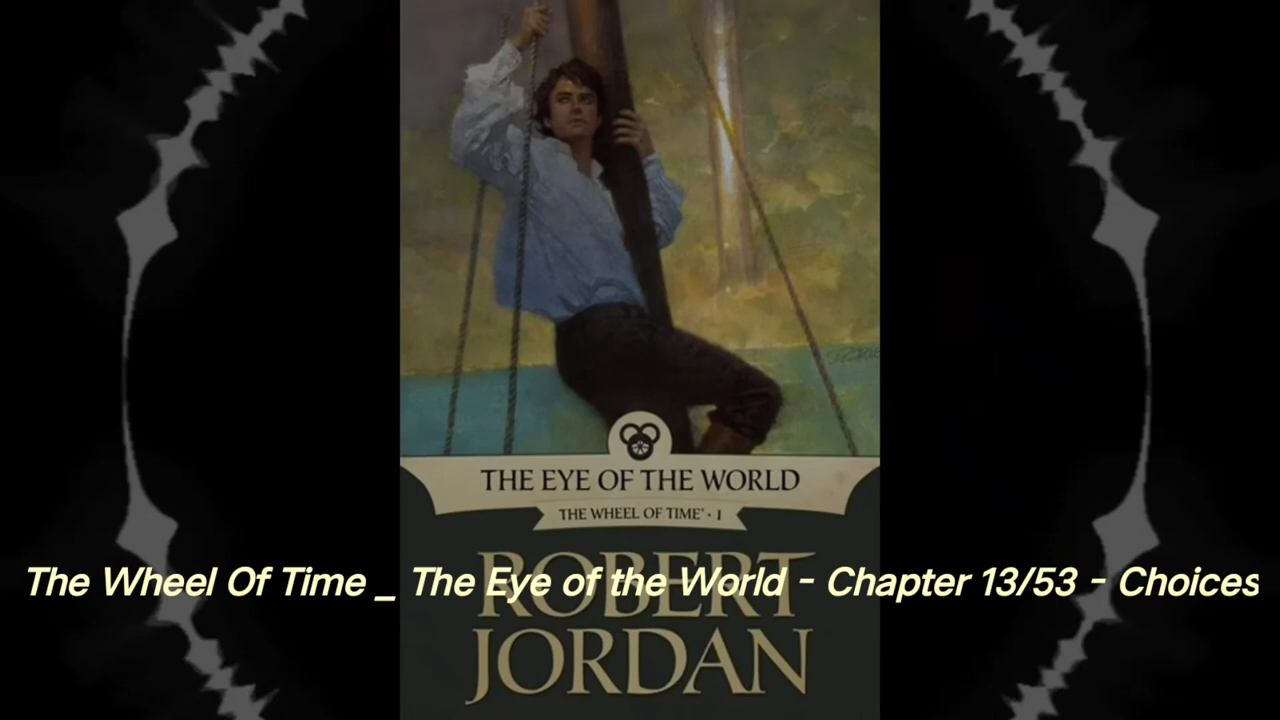 THE EYE OF THE WORLD
THE WHEEL OF TIME® · 1
The Wheel Of Time _ The Eye of the World - Chapter 13/53 - Choices
ROBERT
JORDAN